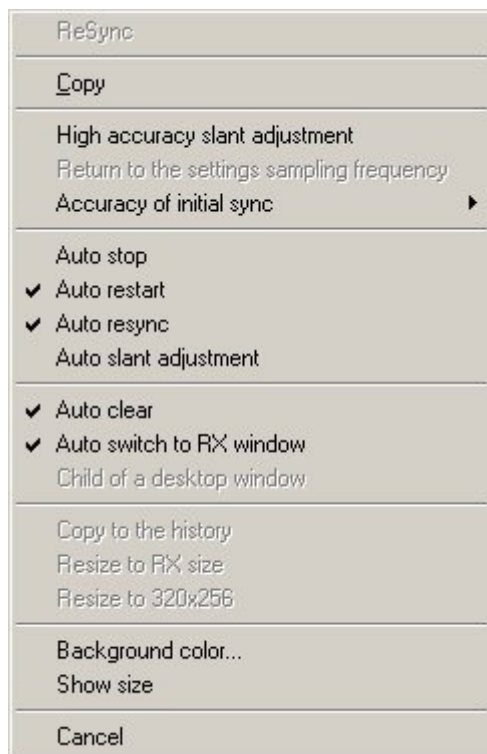 ReSync
Copy
High accuracy slant adjustment
Return to the settings sampling frequency
Accuracy of initial sync
Auto stop
Auto restart
Auto resync
Auto slant adjustment
Auto clear
Auto switch to RX window
Child of a desktop window
Copy to the history
Resize to RX size
Resize to 320x256
Background color...
Show size
Cancel